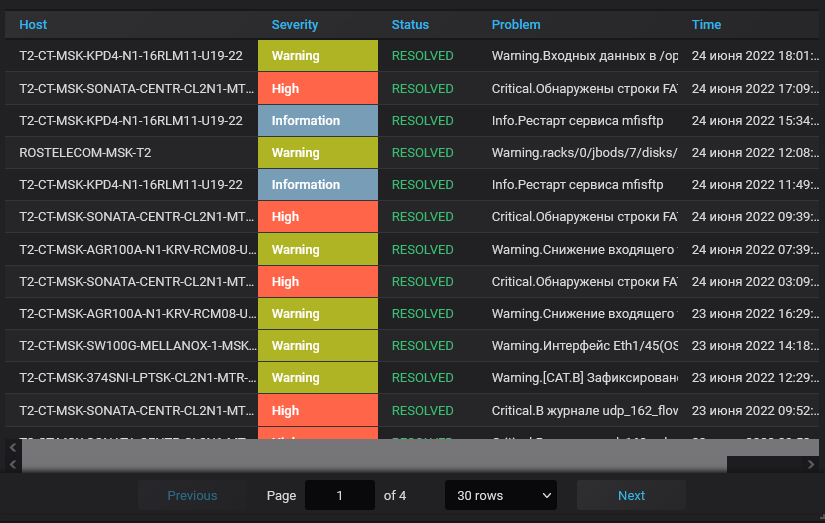 Host Severity Status Problem Time
T2-CT-MSK-KPD4-N1-16RLM11-U19-22 Warning RESOLVED Warning.Входных данных в /op 24 июня 2022 18:01:..
T2-CT-MSK-SONATA-CENTR-CL2N1-MT... High RESOLVED Critical.Обнаружены строки FA 24 июня 2022 17:09:..
T2-CT-MSK-KPD4-N1-16RLM11-U19-22 Information RESOLVED Info.Рестарт сервиса mfisftp 24 июня 2022 15:34:..
ROSTELECOM-MSK-T2 Warning RESOLVED Warning.racks/0/jbods/7/disks/ 24 июня 2022 12:08:..
T2-CT-MSK-KPD4-N1-16RLM11-U19-22 Information RESOLVED Info.Рестарт сервиса mfisftp 24 июня 2022 11:49:..
T2-CT-MSK-SONATA-CENTR-CL2N1-MT... High RESOLVED Critical.Обнаружены строки FA 24 июня 2022 09:39:..
T2-CT-MSK-AGR100A-N1-KRV-RCM08-U... Warning RESOLVED Warning.Снижение входящего 24 июня 2022 07:39:..
T2-CT-MSK-SONATA-CENTR-CL2N1-MT... High RESOLVED Critical.Обнаружены строки FA 24 июня 2022 03:09:..
T2-CT-MSK-AGR100A-N1-KRV-RCM08-U... Warning RESOLVED Warning.Снижение входящего 23 июня 2022 16:29:..
T2-CT-MSK-SW100G-MELLANOX-1-MSK... Warning RESOLVED Warning.Интерфейс Eth1/45(OS 23 июня 2022 14:18:..
T2-CT-MSK-374SNI-LPTSK-CL2N1-MTR-... Warning RESOLVED Warning.[CAT.B] Зафиксирован 23 июня 2022 12:29:..
T2-CT-MSK-SONATA-CENTR-CL2N1-MT... High RESOLVED Critical.В журнале udp_162_flow 23 июня 2022 09:52:..
Previous Page 1 of 4 30 rows Next